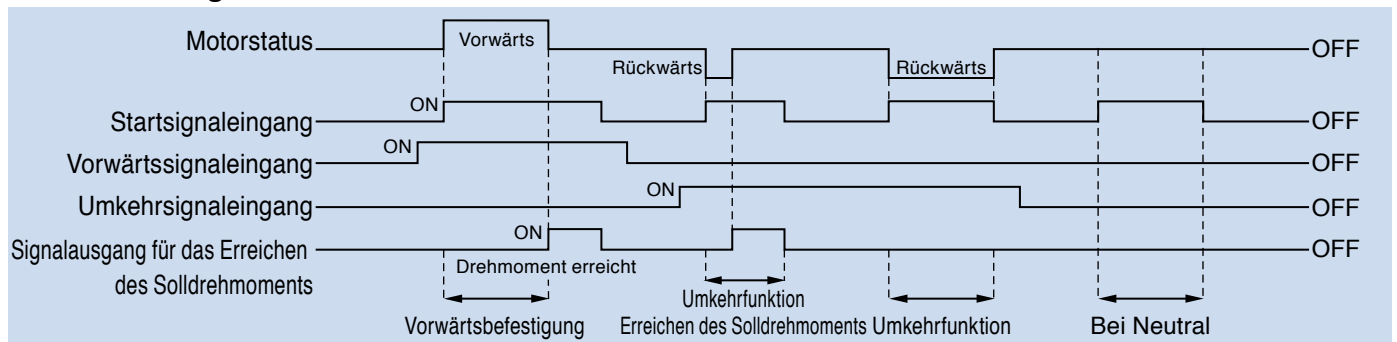 Motorstatus
Vorwärts
Rückwärts
Rückwärts
OFF
Startsignaleingang
ON
OFF
Vorwärtssignaleingang
ON
OFF
Umkehrsignaleingang
ON
OFF
Signalausgang für das Erreichen
des Solldrehmoments
ON
OFF
Drehmoment erreicht
Vorwärtsbefestigung
Umkehrfunktion
Erreichen des Solldrehmoments
Umkehrfunktion
Bei Neutral